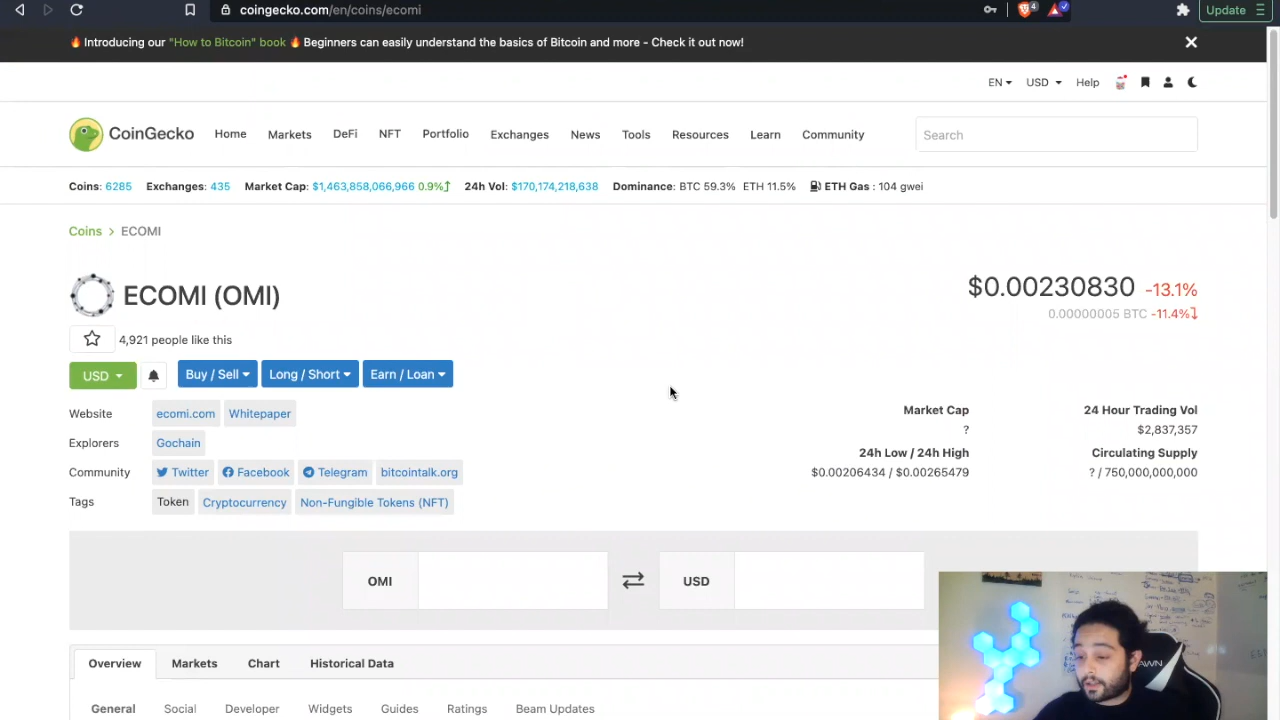 coingecko.com/en/coins/ecomi
4
Update
Introducing our "How to Bitcoin" book Beginners can easily understand the basics of Bitcoin and more - Check it out now!
EN USD Help
CoinGecko Home Markets DeFi NFT Portfolio Exchanges News Tools Resources Learn Community Search
Coins: 6285 Exchanges: 435 Market Cap: $1,463,858,066,966 0.9% 24h Vol: $170,174,218,638 Dominance: BTC 59.3% ETH 11.5% ETH Gas : 104 gwei
Coins > ECOMI
ECOMI (OMI)
$0.00230830 -13.1%
0.00000005 BTC -11.4%
4,921 people like this
USD Buy / Sell Long / Short Earn / Loan
Website ecomi.com Whitepaper
Explorers Gochain
Community Twitter Facebook Telegram bitcointalk.org
Tags Token Cryptocurrency Non-Fungible Tokens (NFT)
Market Cap
?
24h Low / 24h High
$0.00206434 / $0.00265479
24 Hour Trading Vol
$2,837,357
Circulating Supply
? / 750,000,000,000
OMI USD
Overview Markets Chart Historical Data
General Social Developer Widgets Guides Ratings Beam Updates
AWN